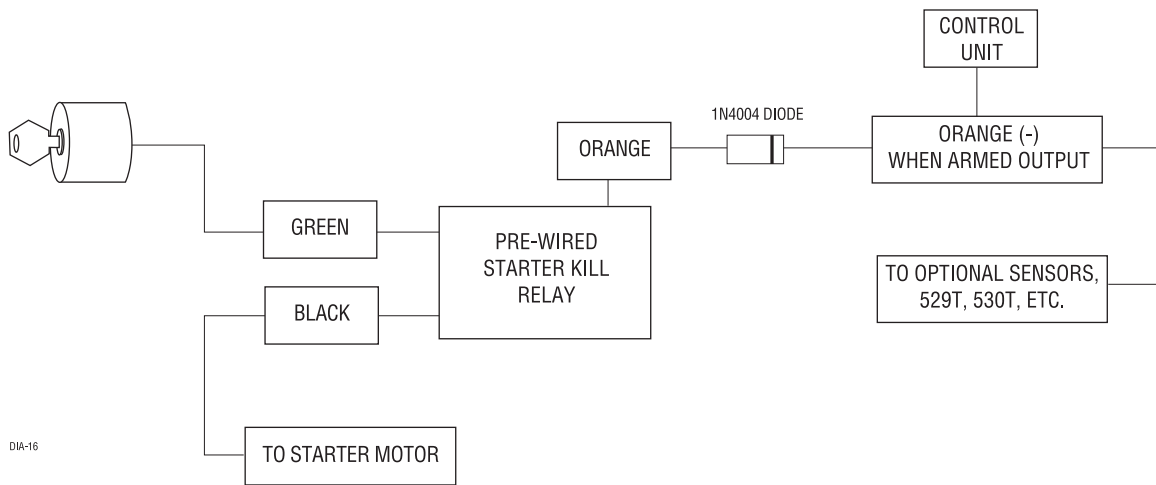 CONTROL
UNIT
1N4004 DIODE
ORANGE
ORANGE (-)
WHEN ARMED OUTPUT
GREEN
PRE-WIRED
STARTER KILL
RELAY
TO OPTIONAL SENSORS,
529T, 530T, ETC.
BLACK
DIA-16
TO STARTER MOTOR